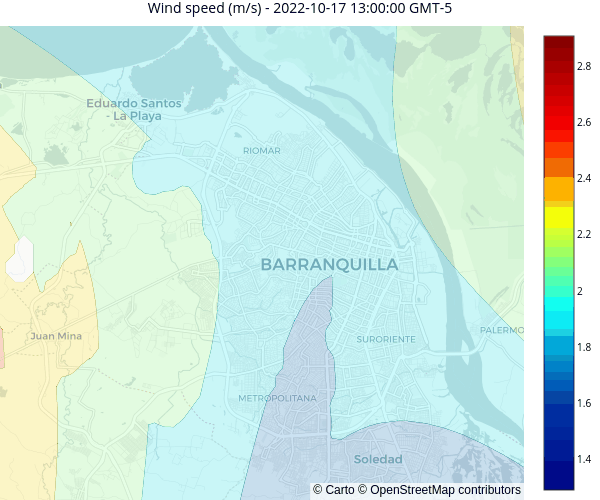 Wind speed (m/s) - 2022-10-17 13:00:00 GMT-5
2.8
Eduardo Santos
- La Playa
2.6
RIOMAR
2.4
2.2
BARRANQUILLA
2
Juan Mina
SURORIENTE
PALERMO
1.8
METROPOLITANA
1.6
Soledad
1.4
© Carto © OpenStreetMap contributors